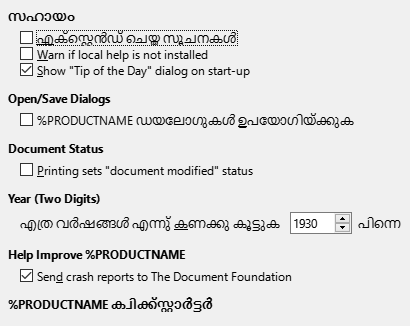 സഹായം
എക്സ്റ്റെൻഡ് ചെയ്ത സൂചനകൾ
Warn if local help is not installed
Show "Tip of the Day" dialog on start-up
Open/Save Dialogs
%PRODUCTNAME ഡയലോഗുകൾ ഉപയോഗിയ്ക്കുക
Document Status
Printing sets "document modified" status
Year (Two Digits)
എത്ര വർഷങ്ങൾ എന്നു് കണക്കു കൂട്ടുക 1930 പിന്നെ
Help Improve %PRODUCTNAME
Send crash reports to The Document Foundation
%PRODUCTNAME ക്വിക്ക്സ്റ്റാർട്ടർ